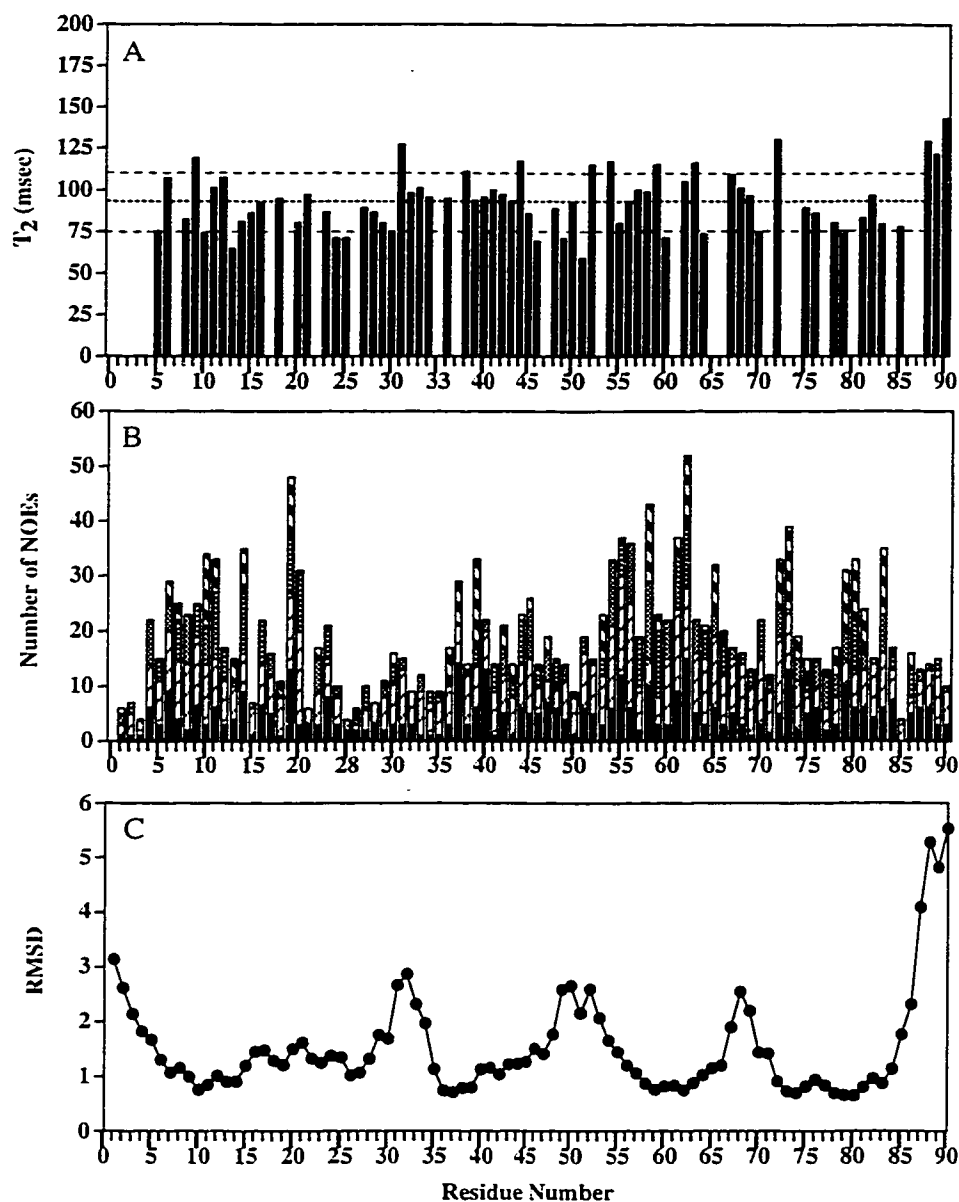 A
T2 (msec)
200
175
150
125
100
75
50
25
0
0 5 10 15 20 25 30 33 40 45 50 55 60 65 70 75 80 85 90
B
Number of NOEs
60
50
40
30
20
10
0
0 5 10 15 20 28 30 35 40 45 50 55 60 65 70 75 80 85 90
C
RMSD
6
5
4
3
2
1
0
0 5 10 15 20 25 30 35 40 45 50 55 60 65 70 75 80 85 90
Residue Number